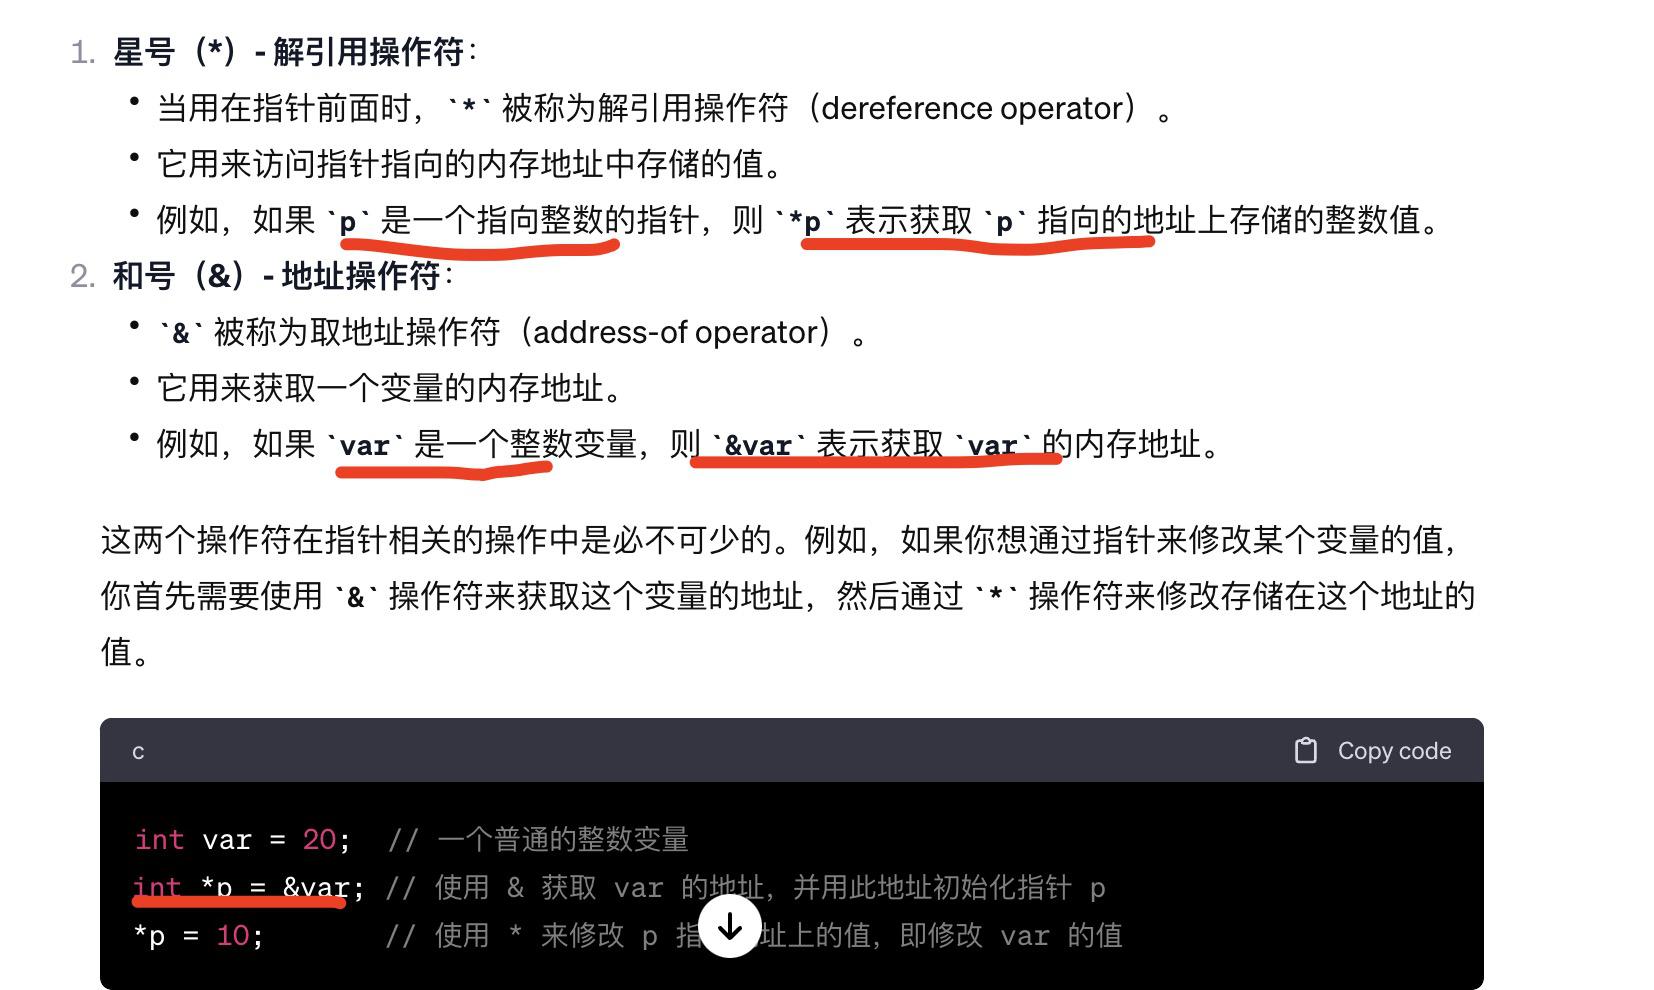 1. 星号（*）- 解引用操作符：
• 当用在指针前面时，`*` 被称为解引用操作符（dereference operator）。
• 它用来访问指针指向的内存地址中存储的值。
• 例如，如果 `p` 是一个指向整数的指针，则 `*p` 表示获取 `p` 指向的地址上存储的整数值。
2. 和号（&）- 地址操作符：
• `&` 被称为取地址操作符（address-of operator）。
• 它用来获取一个变量的内存地址。
• 例如，如果 `var` 是一个整数变量，则 `&var` 表示获取 `var` 的内存地址。
这两个操作符在指针相关的操作中是必不可少的。例如，如果你想通过指针来修改某个变量的值，
你首先需要使用 `&` 操作符来获取这个变量的地址，然后通过 `*` 操作符来修改存储在这个地址的
值。
c Copy code
int var = 20; // 一个普通的整数变量
int *p = &var; // 使用 & 获取 var 的地址，并用此地址初始化指针 p
*p = 10; // 使用 * 来修改 p 指 址上的值，即修改 var 的值